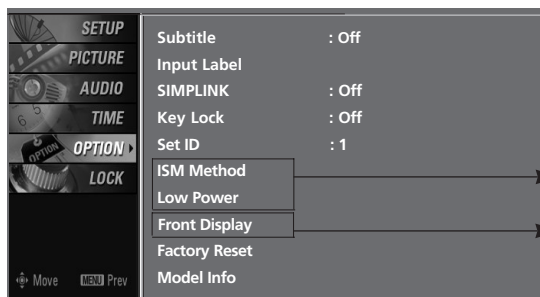 SETUP
PICTURE
AUDIO
TIME
OPTION
LOCK
Move MENU Prev
Subtitle : Off
Input Label
SIMPLINK : Off
Key Lock : Off
Set ID : 1
ISM Method
Low Power
Front Display
Factory Reset
Model Info